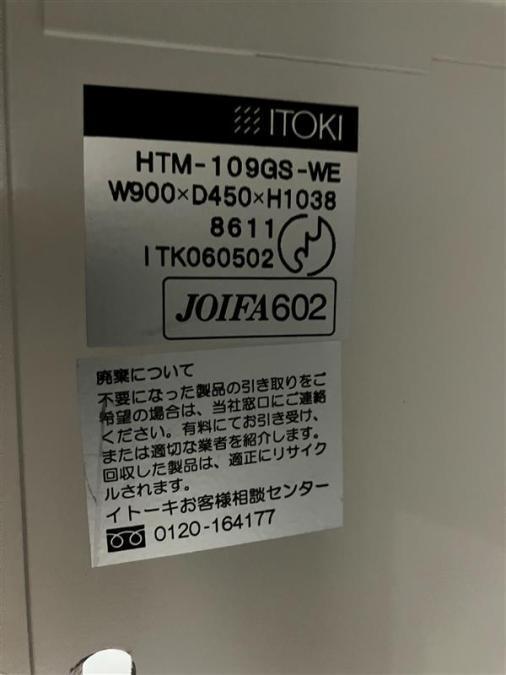 ITOKI
HTM-109GS-WE
W900×D450×H1038
8611
ITK060502
JOIFA602
廃棄について
不要になった製品の引き取りをご
希望の場合は、当社窓口にご連絡
ください。有料にてお引き受け、
または適切な業者を紹介します。
回収した製品は、適正にリサイク
ルされます。
イトーキお客様相談センター
0120-164177